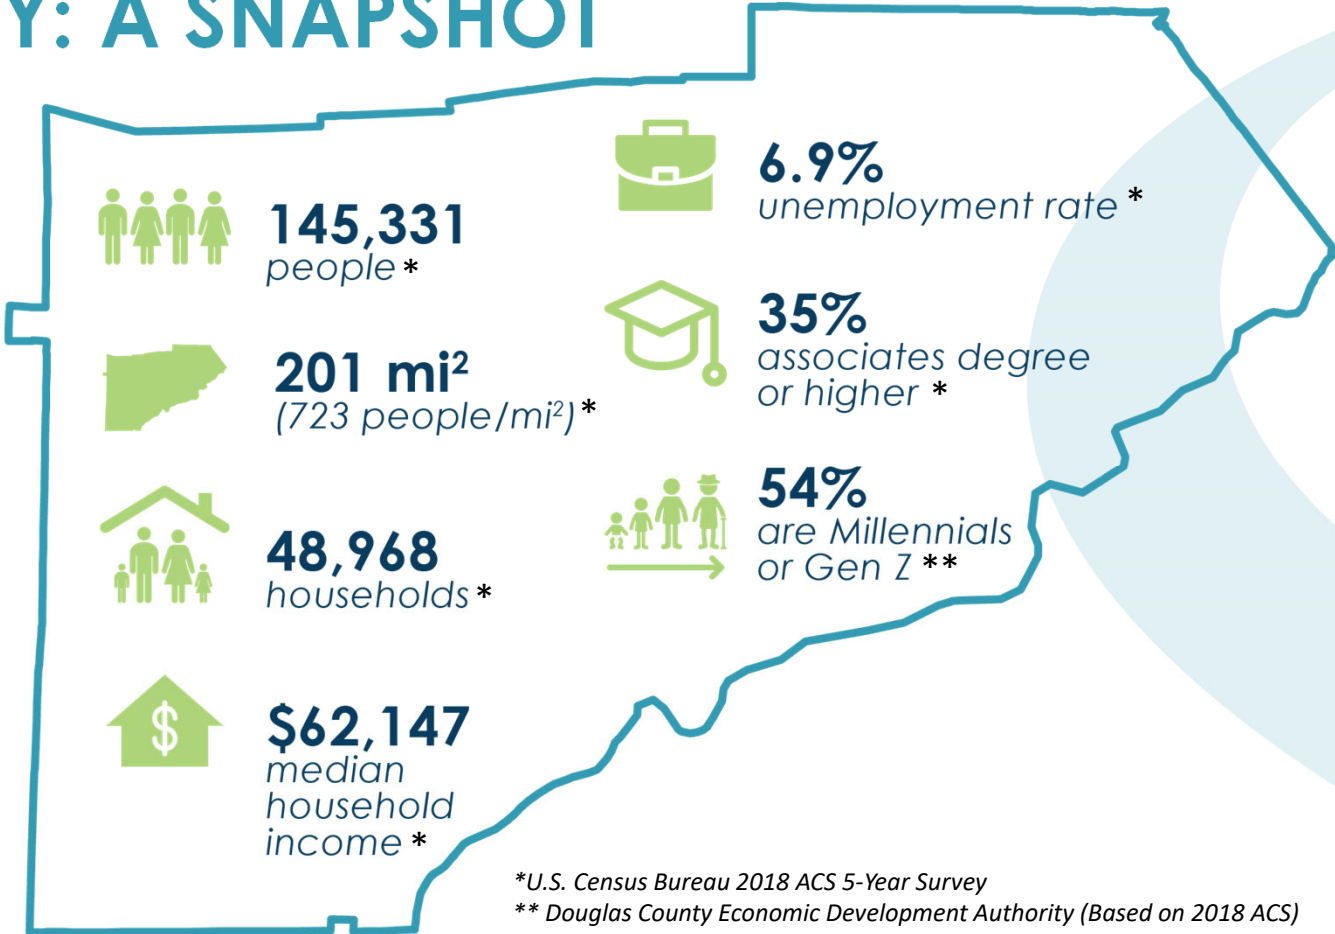 Y: A SNAPSHOT
145,331
people *
201 mi²
(723 people/mi²) *
48,968
households *
$
$62,147
median
household
income *
6.9%
unemployment rate *
35%
associates degree
or higher *
54%
are Millennials
or Gen Z **
*U.S. Census Bureau 2018 ACS 5-Year Survey
** Douglas County Economic Development Authority (Based on 2018 ACS)